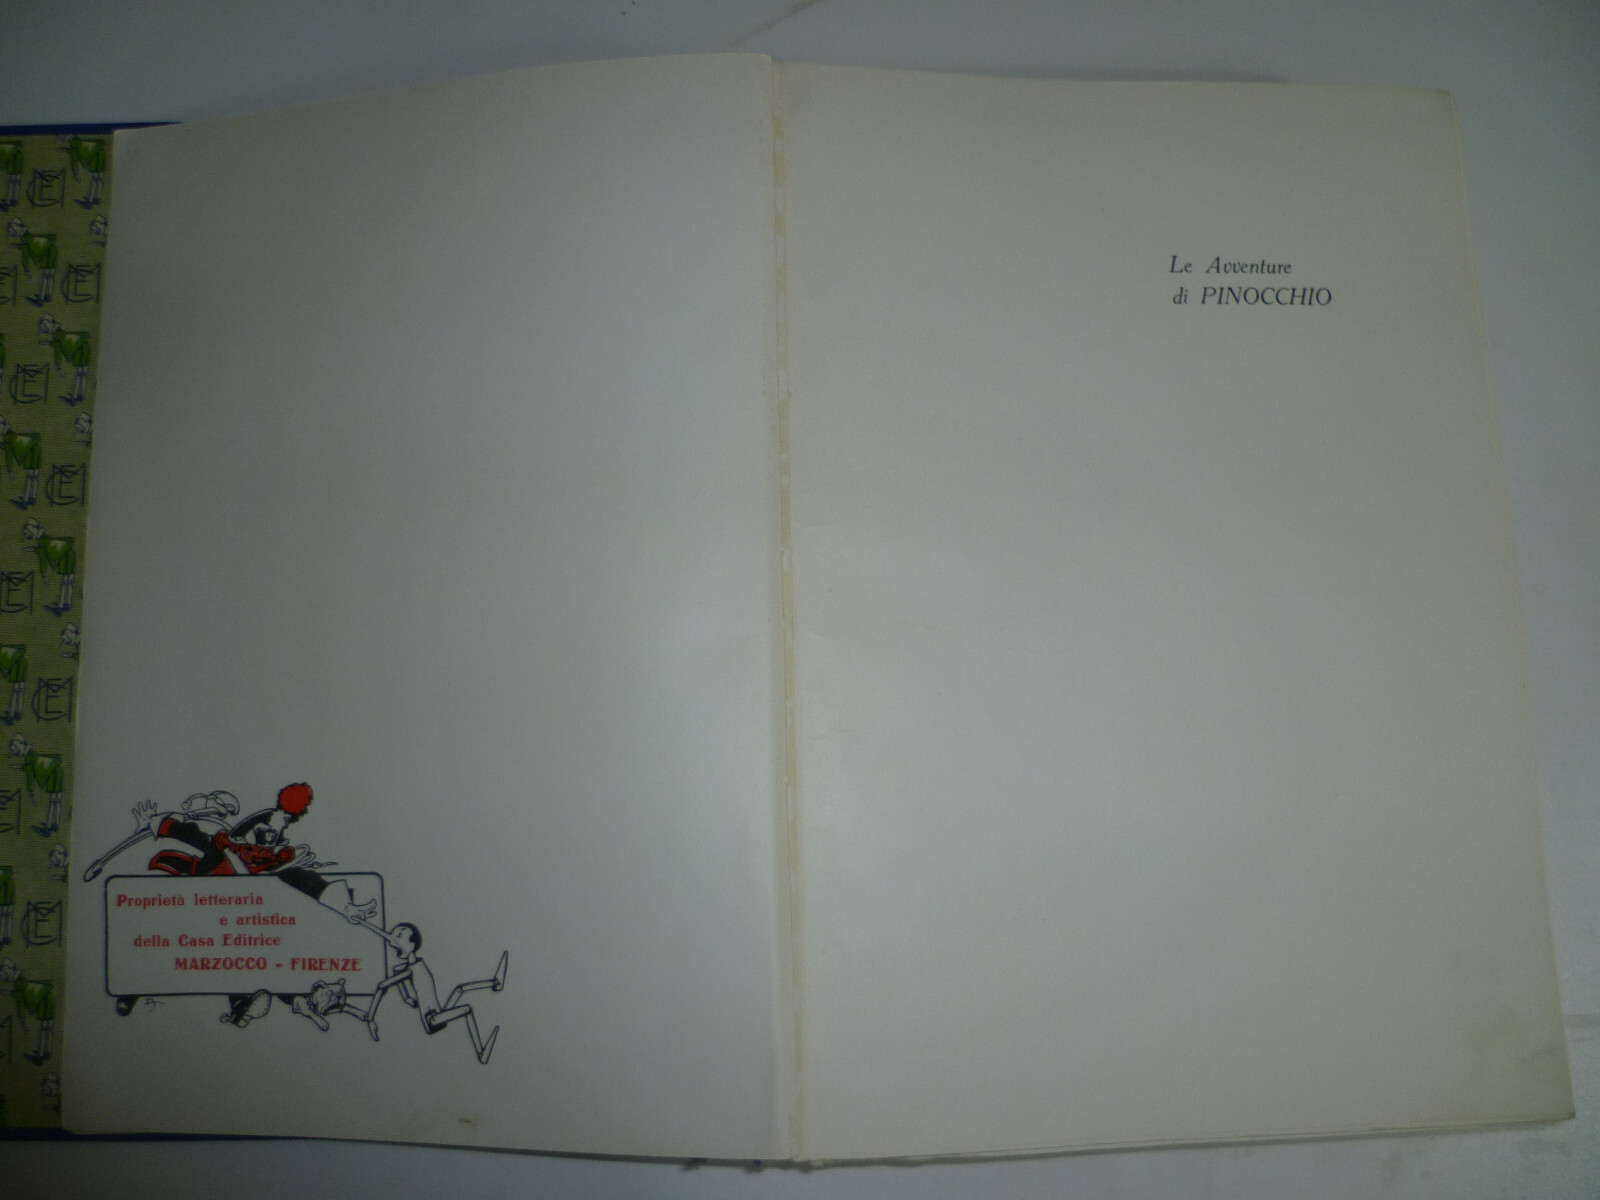 Proprietà letteraria
e artistica
della Casa Editrice
MARZOCCO - FIRENZE
Le Avventure
di PINOCCHIO